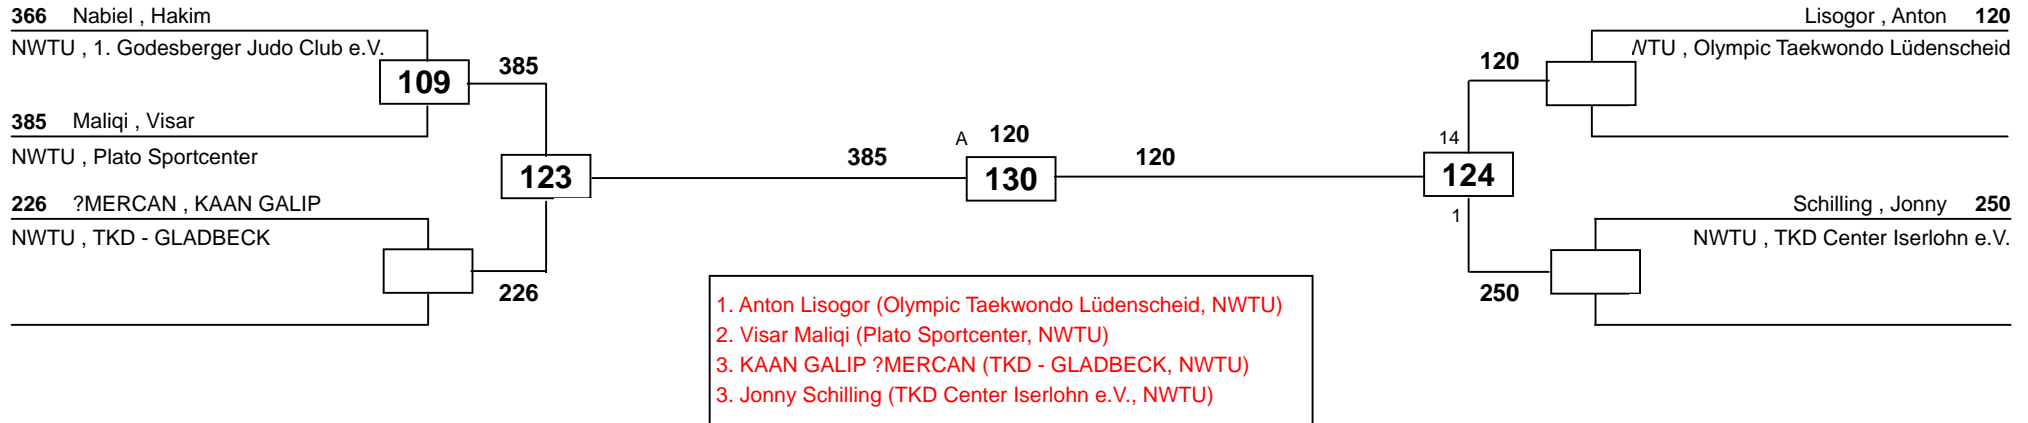 366 Nabiel , Hakim
NWTU , 1. Godesberger Judo Club e.V.
109
385
385 Maliqi , Visar
NWTU , Plato Sportcenter
123
226 ?MERCAN , KAAN GALIP
NWTU , TKD - GLADBECK
226
385
A 120
130
120
Lisogor , Anton 120
WTU , Olympic Taekwondo Lüdenscheid
120
14
124
1
Schilling , Jonny 250
NWTU , TKD Center Iserlohn e.V.
250
1. Anton Lisogor (Olympic Taekwondo Lüdenscheid, NWTU)
2. Visar Maliqi (Plato Sportcenter, NWTU)
3. KAAN GALIP ?MERCAN (TKD - GLADBECK, NWTU)
3. Jonny Schilling (TKD Center Iserlohn e.V., NWTU)